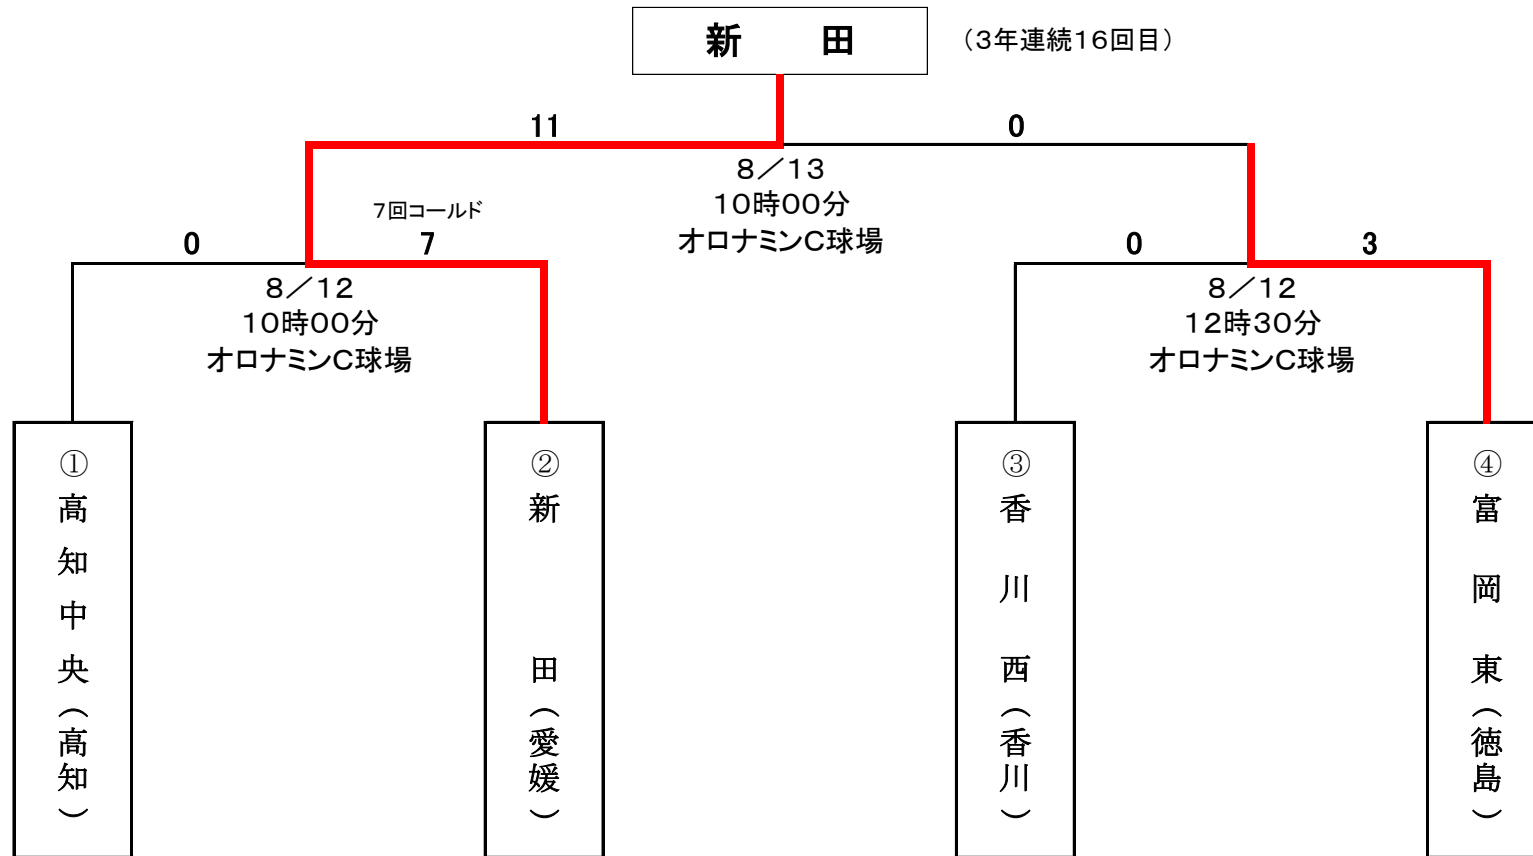 新 田
（3年連続16回目）
11
0
8／13
10時00分
オロナミンC球場
7回コールド
0
7
8／12
10時00分
オロナミンC球場
0
3
8／12
12時30分
オロナミンC球場
①高知中央（高知）
②新田（愛媛）
③香川西（香川）
④富岡東（徳島）